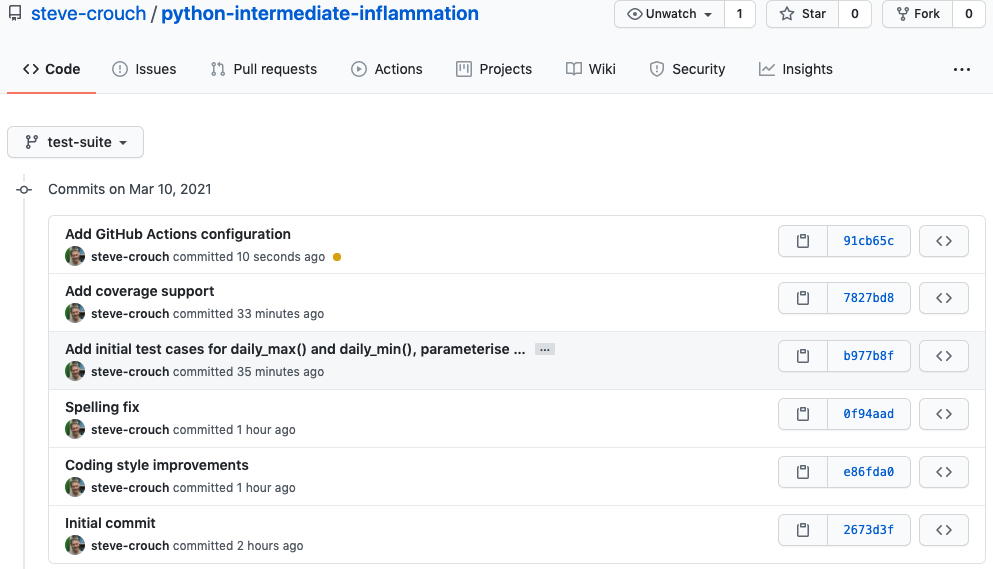 steve-crouch / python-intermediate-inflammation Unwatch 1 Star 0 Fork 0
Code Issues Pull requests Actions Projects Wiki Security Insights ...
test-suite
Commits on Mar 10, 2021
Add GitHub Actions configuration
steve-crouch committed 10 seconds ago 91cb65c
Add coverage support
steve-crouch committed 33 minutes ago 7827bd8
Add initial test cases for daily_max() and daily_min(), parameterise ... ...
steve-crouch committed 35 minutes ago b977b8f
Spelling fix
steve-crouch committed 1 hour ago 0f94aad
Coding style improvements
steve-crouch committed 1 hour ago e86fda0
Initial commit
steve-crouch committed 2 hours ago 2673d3f